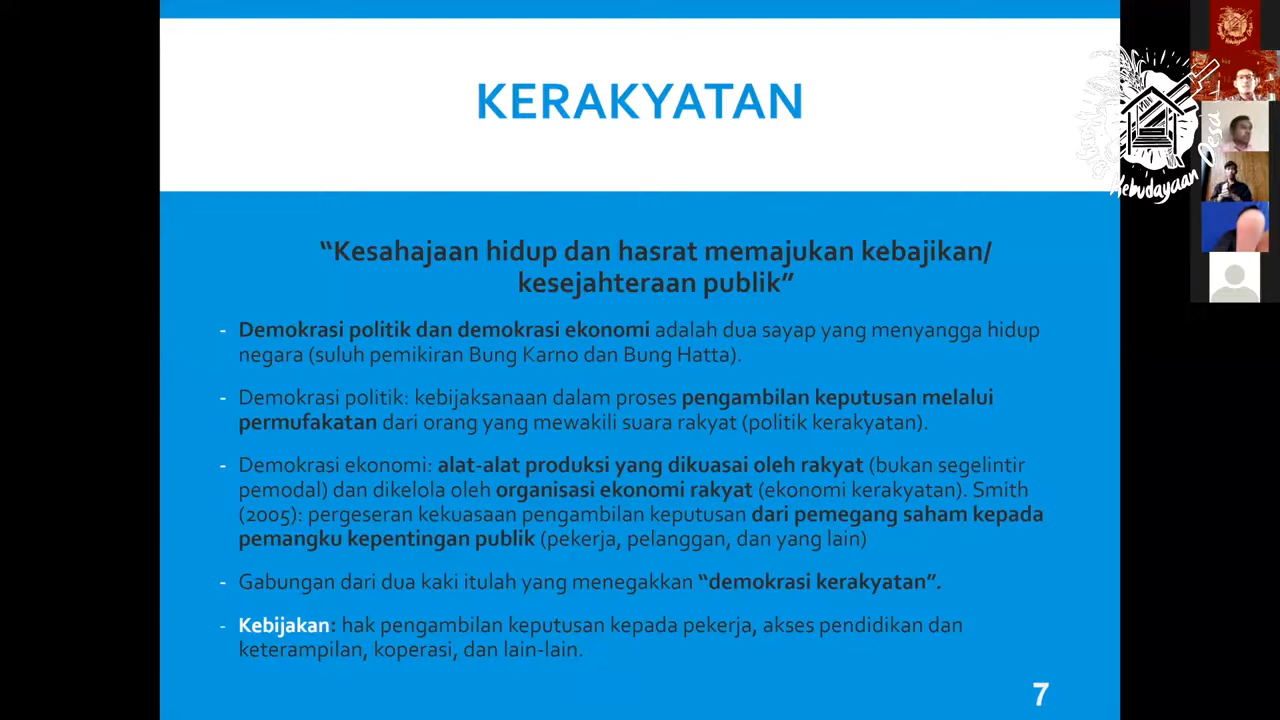 KERAKYATAN
“Kesahajaan hidup dan hasrat memajukan kebajikan/
kesejahteraan publik”
- Demokrasi politik dan demokrasi ekonomi adalah dua sayap yang menyangga hidup
negara (suluh pemikiran Bung Karno dan Bung Hatta).
- Demokrasi politik: kebijaksanaan dalam proses pengambilan keputusan melalui
permufakatan dari orang yang mewakili suara rakyat (politik kerakyatan).
- Demokrasi ekonomi: alat-alat produksi yang dikuasai oleh rakyat (bukan segelintir
pemodal) dan dikelola oleh organisasi ekonomi rakyat (ekonomi kerakyatan). Smith
(2005): pergeseran kekuasaan pengambilan keputusan dari pemegang saham kepada
pemangku kepentingan publik (pekerja, pelanggan, dan yang lain)
- Gabungan dari dua kaki itulah yang menegakkan “demokrasi kerakyatan”.
- Kebijakan: hak pengambilan keputusan kepada pekerja, akses pendidikan dan
keterampilan, koperasi, dan lain-lain.
7
Kebudayaan Desa